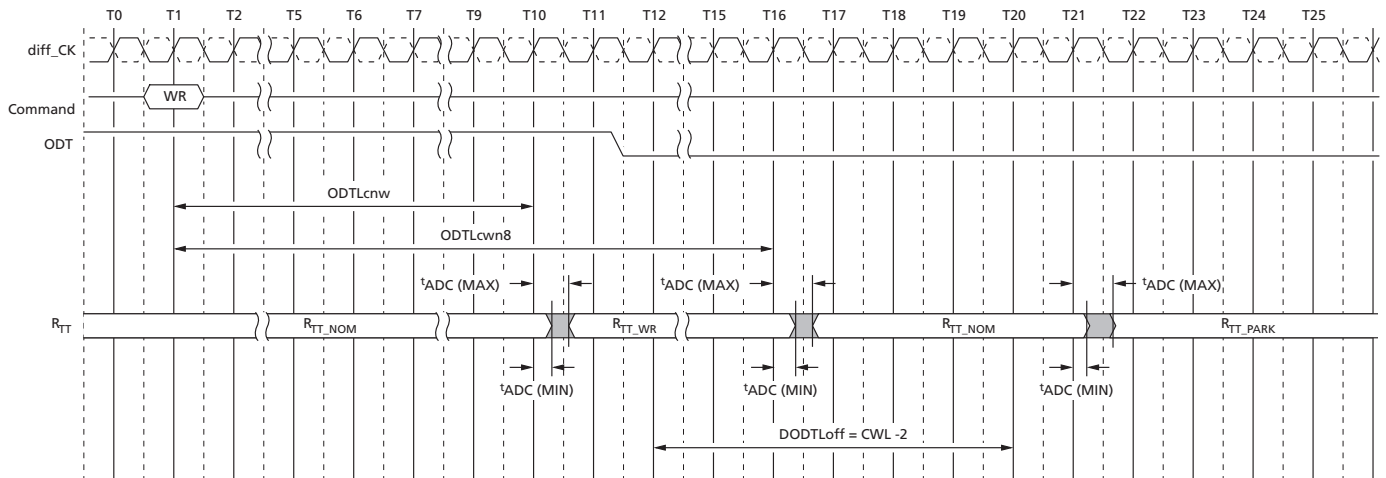 T0 T1 T2 T5 T6 T7 T9 T10 T11 T12 T15 T16 T17 T18 T19 T20 T21 T22 T23 T24 T25
diff_CK
WR
Command
ODT
ODTLcnw
ODTLcwn8
tADC (MAX) tADC (MAX) tADC (MAX)
RTT RTT_NOM RTT_WR RTT_NOM RTT_PARK
tADC (MIN) tADC (MIN) tADC (MIN)
DODTLoff = CWL -2